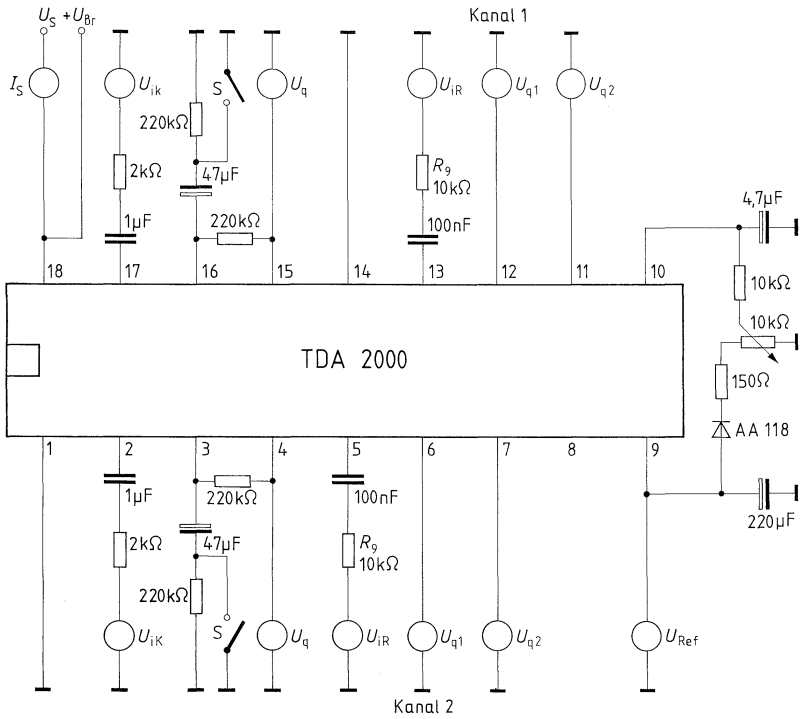 U_S + U_Br
Kanal 1
I_S
U_ik
S
U_q
U_iR
U_q1
U_q2
220kΩ
2kΩ
47µF
R_9
10kΩ
4,7µF
1µF
220kΩ
100nF
18
17
16
15
14
13
12
11
10
10kΩ
10kΩ
TDA 2000
150Ω
AA 118
1
2
3
4
5
6
7
8
9
1µF
220kΩ
100nF
220µF
2kΩ
47µF
R_9
10kΩ
220kΩ
U_iK
S
U_q
U_iR
U_q1
U_q2
U_Ref
Kanal 2